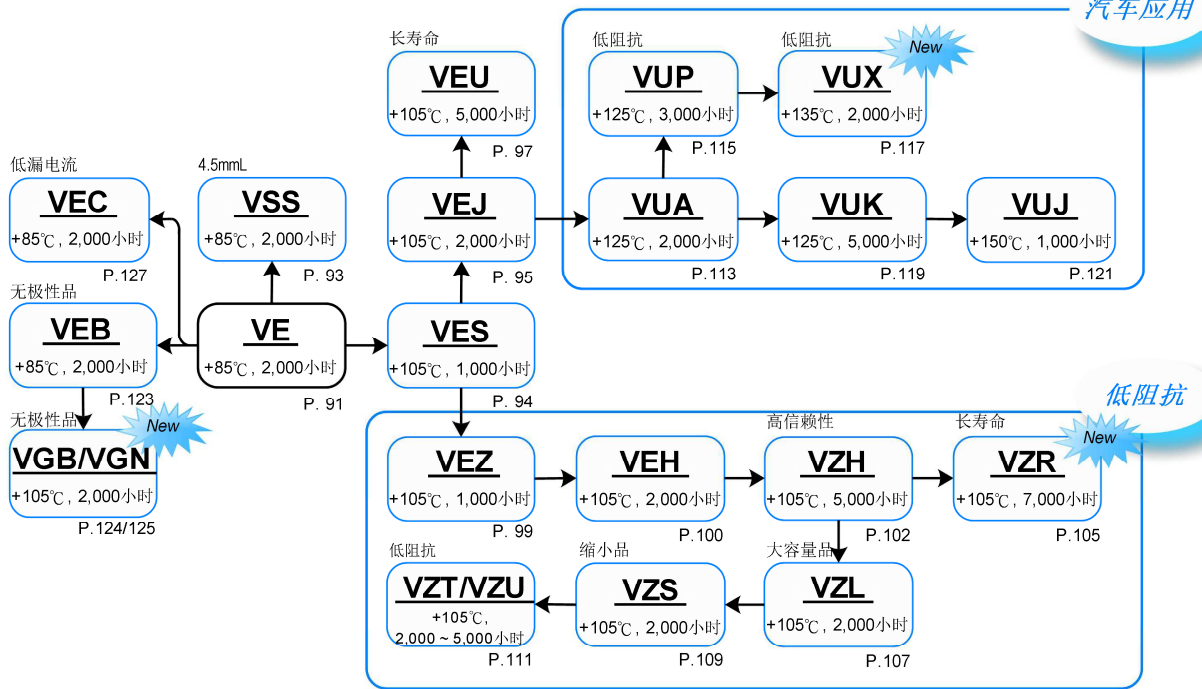 汽车应用
长寿命
VEU
+105℃, 5,000小时
P. 97
低阻抗
VUP
+125℃, 3,000小时
P.115
低阻抗
New
VUX
+135℃, 2,000小时
P.117
低漏电流
VEC
+85℃, 2,000小时
P.127
4.5mmL
VSS
+85℃, 2,000小时
P. 93
VEJ
+105℃, 2,000小时
P. 95
VUA
+125℃, 2,000小时
P.113
VUK
+125℃, 5,000小时
P.119
VUJ
+150℃, 1,000小时
P.121
无极性品
VEB
+85℃, 2,000小时
P.123
VE
+85℃, 2,000小时
P. 91
VES
+105℃, 1,000小时
P. 94
无极性品
New
VGB/VGN
+105℃, 2,000小时
P.124/125
低阻抗
VEZ
+105℃, 1,000小时
P. 99
VEH
+105℃, 2,000小时
P.100
高信赖性
VZH
+105℃, 5,000小时
P.102
长寿命
New
VZR
+105℃, 7,000小时
P.105
低阻抗
VZT/VZU
+105℃,
2,000～5,000小时
P.111
缩小品
VZS
+105℃, 2,000小时
P.109
大容量品
VZL
+105℃, 2,000小时
P.107